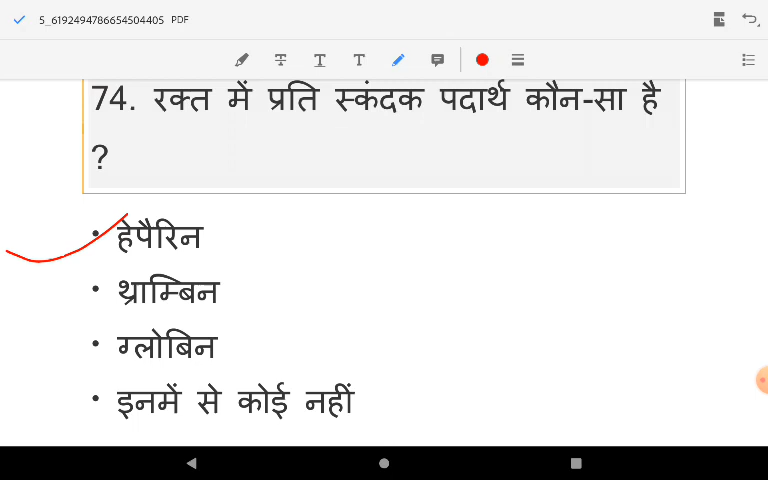 5_6192494786654504405 PDF
74. रक्त में प्रति स्कंदक पदार्थ कौन-सा है
?
• हेपैरिन
• थ्राम्बिन
• ग्लोबिन
• इनमें से कोई नहीं